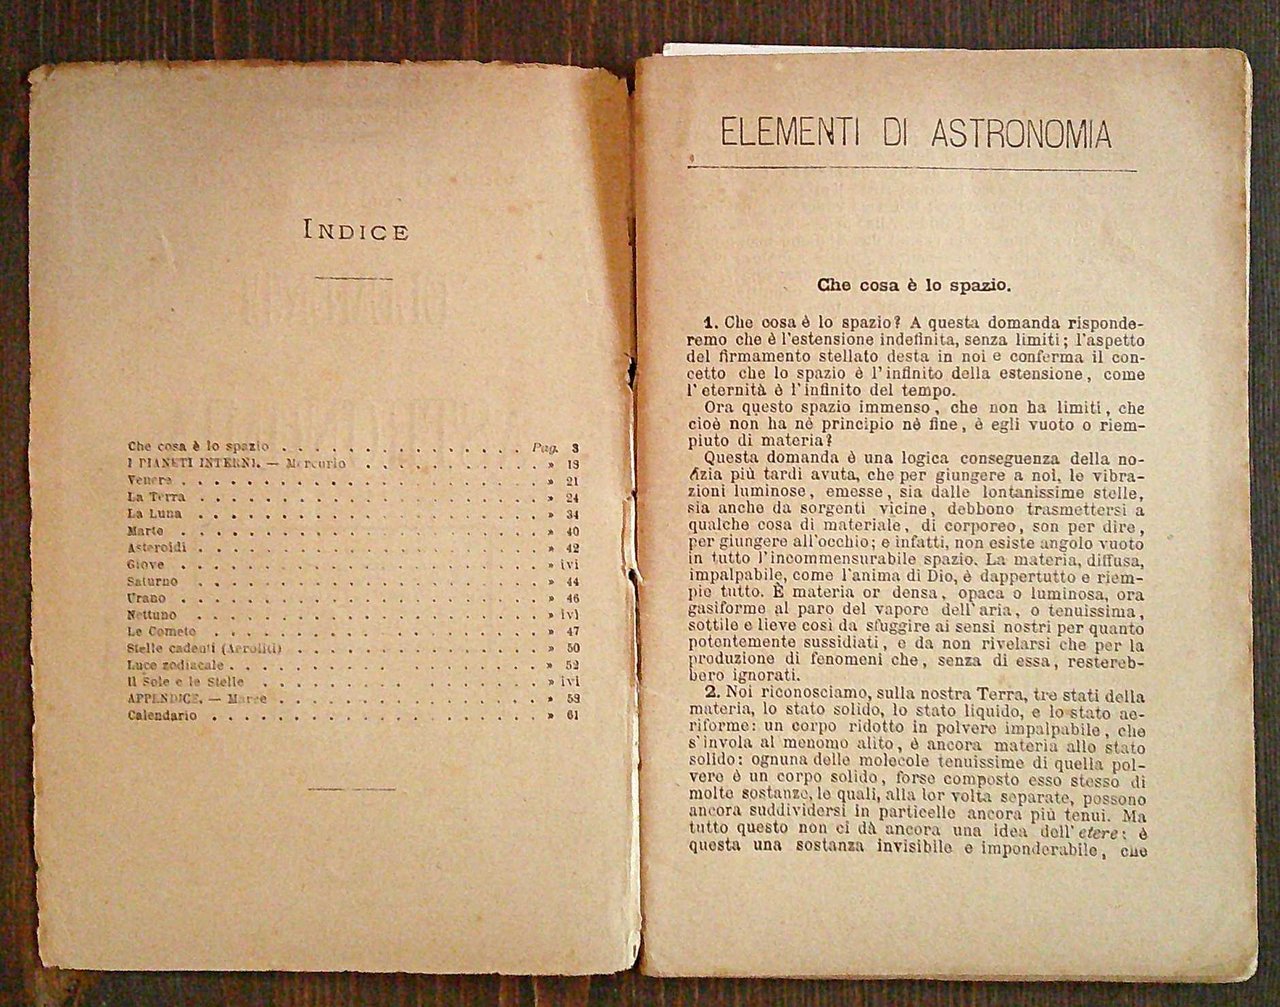 INDICE
Che cosa è lo spazio . . . . . . . . . . . . . . . Pag. 3
I PIANETI INTERNI. — Mercurio . . . . . . . . . . . » 19
Venere . . . . . . . . . . . . . . . . . . . . . . » 21
La Terra . . . . . . . . . . . . . . . . . . . . . » 24
La Luna . . . . . . . . . . . . . . . . . . . . . » 34
Marte . . . . . . . . . . . . . . . . . . . . . . » 40
Asteroidi . . . . . . . . . . . . . . . . . . . . . » 42
Giove . . . . . . . . . . . . . . . . . . . . . . » ivi
Saturno . . . . . . . . . . . . . . . . . . . . . » 44
Urano . . . . . . . . . . . . . . . . . . . . . . » 46
Nettuno . . . . . . . . . . . . . . . . . . . . . » ivi
Le Comete . . . . . . . . . . . . . . . . . . . . » 47
Stelle cadenti (Aeroliti) . . . . . . . . . . . . . . . » 50
Luce zodiacale . . . . . . . . . . . . . . . . . . . » 52
Il Sole e le Stelle . . . . . . . . . . . . . . . . . » ivi
APPENDICE. — Maree . . . . . . . . . . . . . . . . » 59
Calendario . . . . . . . . . . . . . . . . . . . . » 61
ELEMENTI DI ASTRONOMIA
Che cosa è lo spazio.
1. Che cosa è lo spazio? A questa domanda risponde-
remo che è l'estensione indefinita, senza limiti; l'aspetto
del firmamento stellato desta in noi e conferma il con-
cetto che lo spazio è l'infinito della estensione, come
l'eternità è l'infinito del tempo.
Ora questo spazio immenso, che non ha limiti, che
cioè non ha nè principio nè fine, è egli vuoto o riem-
piuto di materia?
Questa domanda è una logica conseguenza della no-
tizia più tardi avuta, che per giungere a noi, le vibra-
zioni luminose, emesse, sia dalle lontanissime stelle,
sia anche da sorgenti vicine, debbono trasmettersi a
qualche cosa di materiale, di corporeo, son per dire,
per giungere all'occhio; e infatti, non esiste angolo vuoto
in tutto l'incommensurabile spazio. La materia, diffusa,
impalpabile, come l'anima di Dio, è dappertutto e riem-
pie tutto. È materia or densa, opaca o luminosa, ora
gasiforme al paro del vapore dell'aria, o tenuissima,
sottile e lieve così da sfuggire ai sensi nostri per quanto
potentemente sussidiati, e da non rivelarsi che per la
produzione di fenomeni che, senza di essa, resterеb-
bero ignorati.
2. Noi riconosciamo, sulla nostra Terra, tre stati della
materia, lo stato solido, lo stato liquido, e lo stato ae-
riforme: un corpo ridotto in polvere impalpabile, che
s'invola al menomo alito, è ancora materia allo stato
solido: ognuna delle molecole tenuissime di quella pol-
vere è un corpo solido, forse composto esso stesso di
molte sostanze, le quali, alla lor volta separate, possono
ancora suddividersi in particelle ancora più tenui. Ma
tutto questo non ci dà ancora una idea dell'etere: è
questa una sostanza invisibile e imponderabile, che